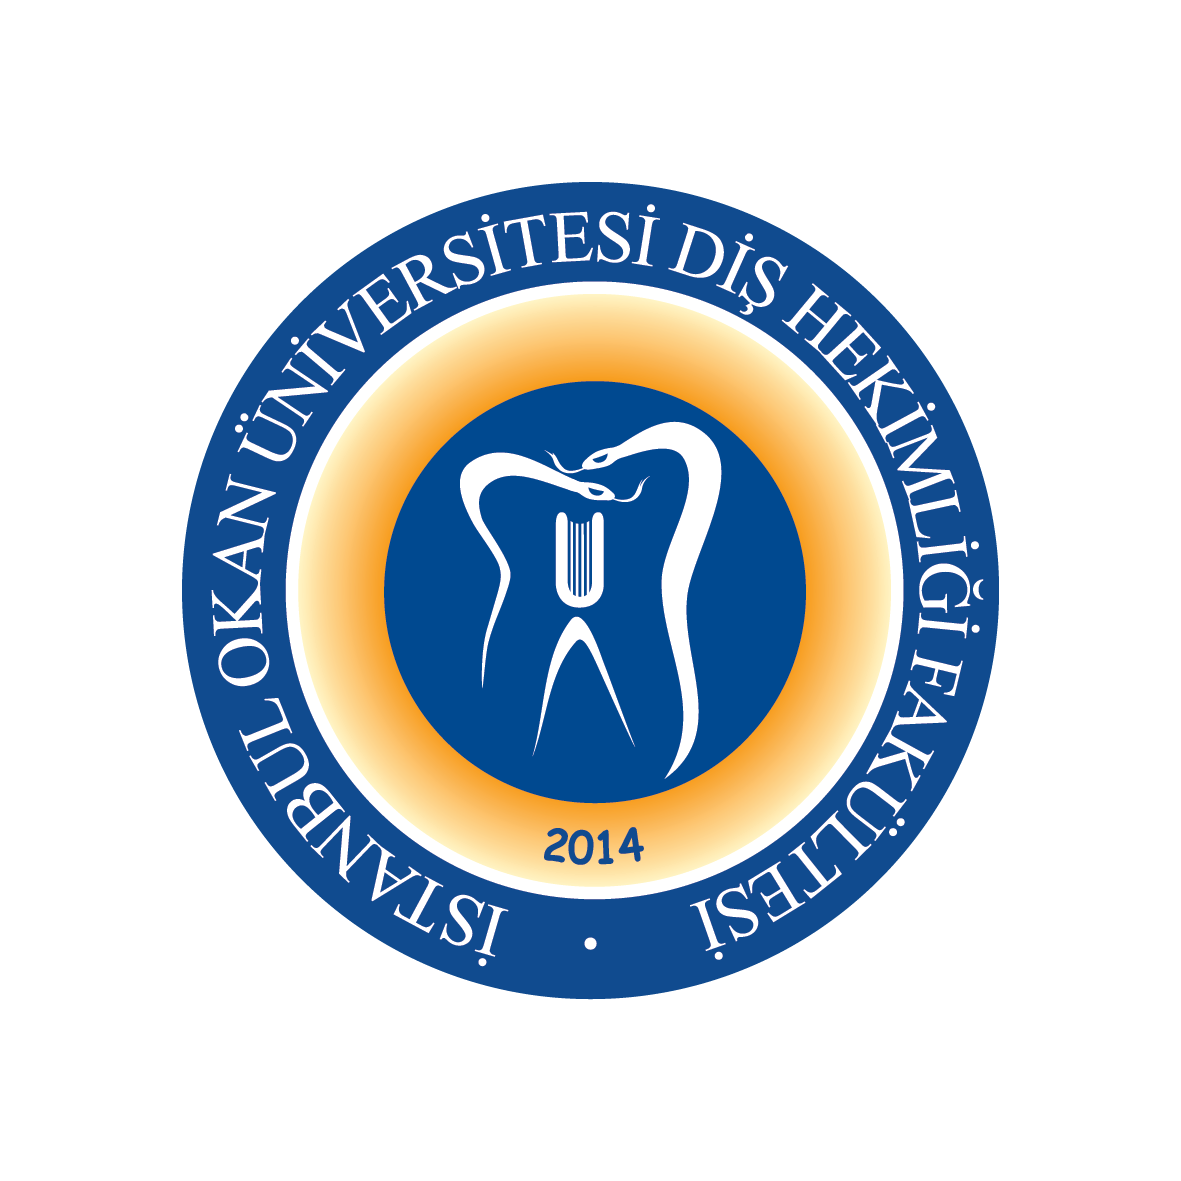 İSTANBUL OKAN ÜNİVERSİTESİ DİŞ HEKİMLİĞİ FAKÜLTESİ
2014